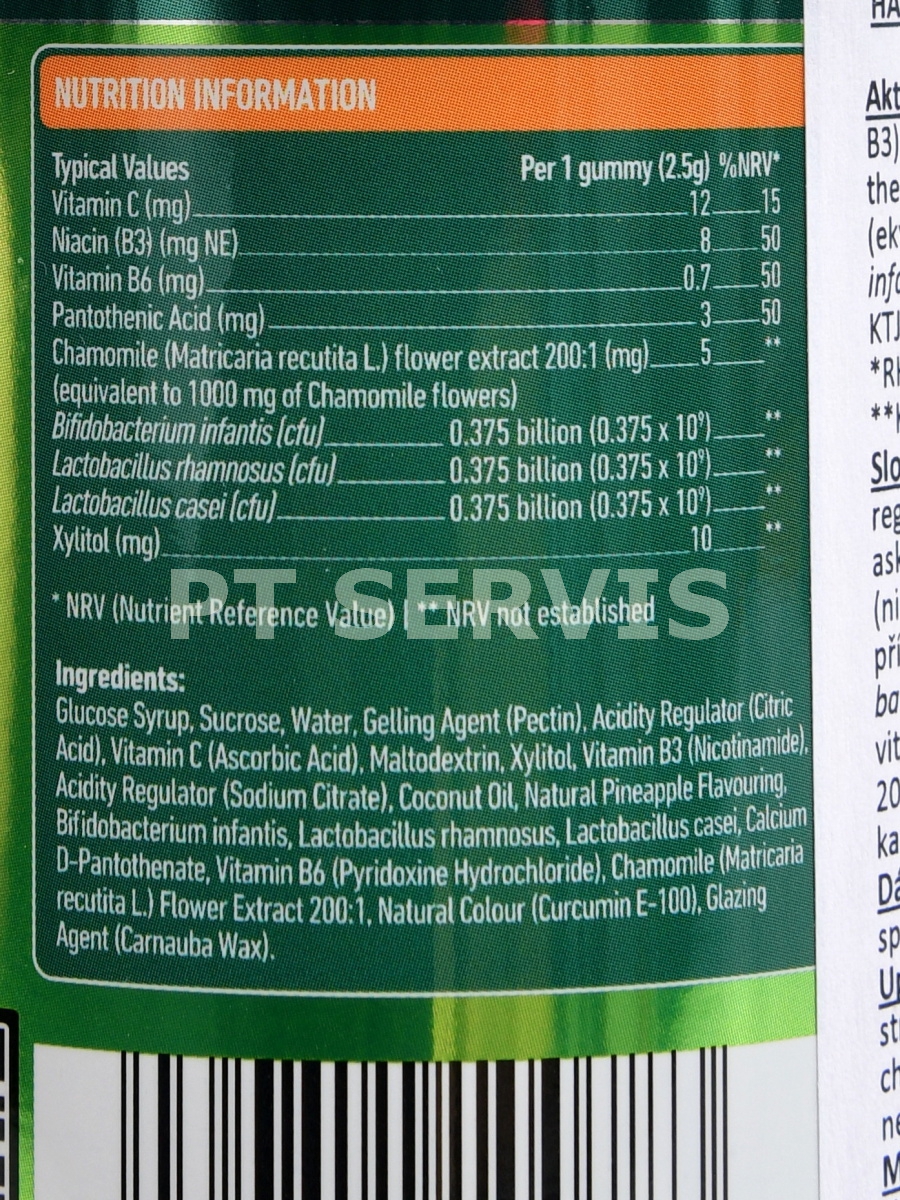 NUTRITION INFORMATION
Typical Values Per 1 gummy (2.5g) %NRV*
Vitamin C (mg) 12 15
Niacin (B3) (mg NE) 8 50
Vitamin B6 (mg) 0.7 50
Pantothenic Acid (mg) 3 50
Chamomile (Matricaria recutita L.) flower extract 200:1 (mg) 5 **
(equivalent to 1000 mg of Chamomile flowers)
Bifidobacterium infantis (cfu) 0.375 billion (0.375 x 10⁹) **
Lactobacillus rhamnosus (cfu) 0.375 billion (0.375 x 10⁹) **
Lactobacillus casei (cfu) 0.375 billion (0.375 x 10⁹) **
Xylitol (mg) 10 **
PT SERVIS
* NRV (Nutrient Reference Value) | ** NRV not established
Ingredients:
Glucose Syrup, Sucrose, Water, Gelling Agent (Pectin), Acidity Regulator (Citric
Acid), Vitamin C (Ascorbic Acid), Maltodextrin, Xylitol, Vitamin B3 (Nicotinamide),
Acidity Regulator (Sodium Citrate), Coconut Oil, Natural Pineapple Flavouring,
Bifidobacterium infantis, Lactobacillus rhamnosus, Lactobacillus casei, Calcium
D-Pantothenate, Vitamin B6 (Pyridoxine Hydrochloride), Chamomile (Matricaria
recutita L.) Flower Extract 200:1, Natural Colour (Curcumin E-100), Glazing
Agent (Carnauba Wax).
Akt
B3)
the
(ek
info
KTJ
Slo
reg
ask
(ni
pří
ba
vit
20
ka
Dá
sp
st
ch
ne